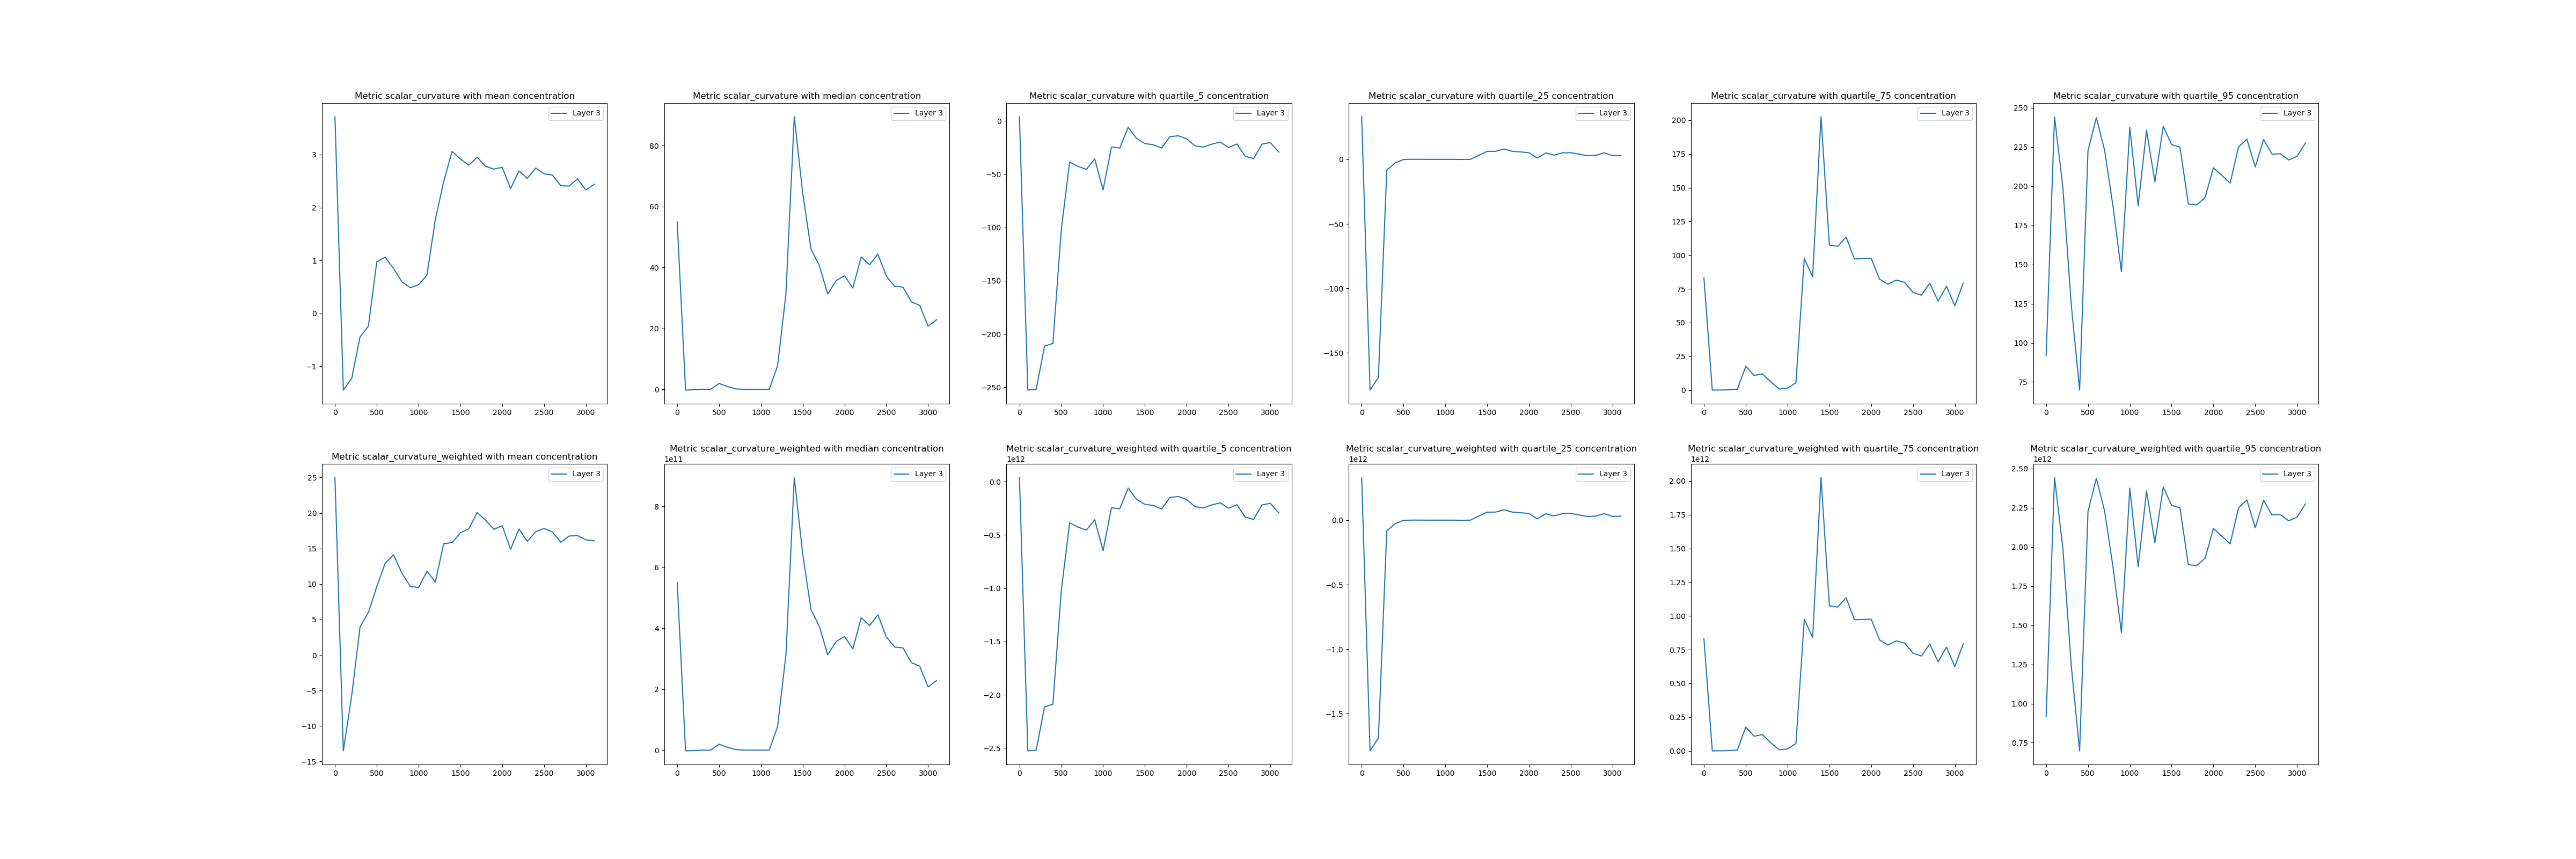 Metric scalar_curvature with mean concentration
Layer 3
3
2
1
0
−1
0 500 1000 1500 2000 2500 3000
Metric scalar_curvature with median concentration
Layer 3
80
60
40
20
0
0 500 1000 1500 2000 2500 3000
Metric scalar_curvature with quartile_5 concentration
Layer 3
0
−50
−100
−150
−200
−250
0 500 1000 1500 2000 2500 3000
Metric scalar_curvature with quartile_25 concentration
Layer 3
0
−50
−100
−150
0 500 1000 1500 2000 2500 3000
Metric scalar_curvature with quartile_75 concentration
Layer 3
200
175
150
125
100
75
50
25
0
0 500 1000 1500 2000 2500 3000
Metric scalar_curvature with quartile_95 concentration
Layer 3
250
225
200
175
150
125
100
75
0 500 1000 1500 2000 2500 3000
Metric scalar_curvature_weighted with mean concentration
Layer 3
25
20
15
10
5
0
−5
−10
−15
0 500 1000 1500 2000 2500 3000
Metric scalar_curvature_weighted with median concentration
1e11
Layer 3
8
6
4
2
0
0 500 1000 1500 2000 2500 3000
Metric scalar_curvature_weighted with quartile_5 concentration
1e12
Layer 3
0.0
−0.5
−1.0
−1.5
−2.0
−2.5
0 500 1000 1500 2000 2500 3000
Metric scalar_curvature_weighted with quartile_25 concentration
1e12
Layer 3
0.0
−0.5
−1.0
−1.5
0 500 1000 1500 2000 2500 3000
Metric scalar_curvature_weighted with quartile_75 concentration
1e12
Layer 3
2.00
1.75
1.50
1.25
1.00
0.75
0.50
0.25
0.00
0 500 1000 1500 2000 2500 3000
Metric scalar_curvature_weighted with quartile_95 concentration
1e12
Layer 3
2.50
2.25
2.00
1.75
1.50
1.25
1.00
0.75
0 500 1000 1500 2000 2500 3000